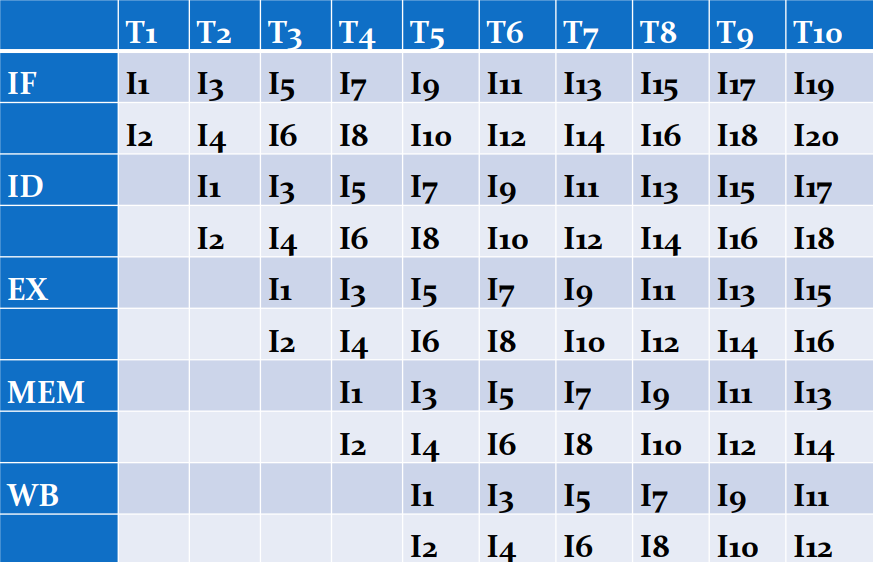 T1 T2 T3 T4 T5 T6 T7 T8 T9 T10
IF I1 I3 I5 I7 I9 I11 I13 I15 I17 I19
I2 I4 I6 I8 I10 I12 I14 I16 I18 I20
ID I1 I3 I5 I7 I9 I11 I13 I15 I17
I2 I4 I6 I8 I10 I12 I14 I16 I18
EX I1 I3 I5 I7 I9 I11 I13 I15
I2 I4 I6 I8 I10 I12 I14 I16
MEM I1 I3 I5 I7 I9 I11 I13
I2 I4 I6 I8 I10 I12 I14
WB I1 I3 I5 I7 I9 I11
I2 I4 I6 I8 I10 I12